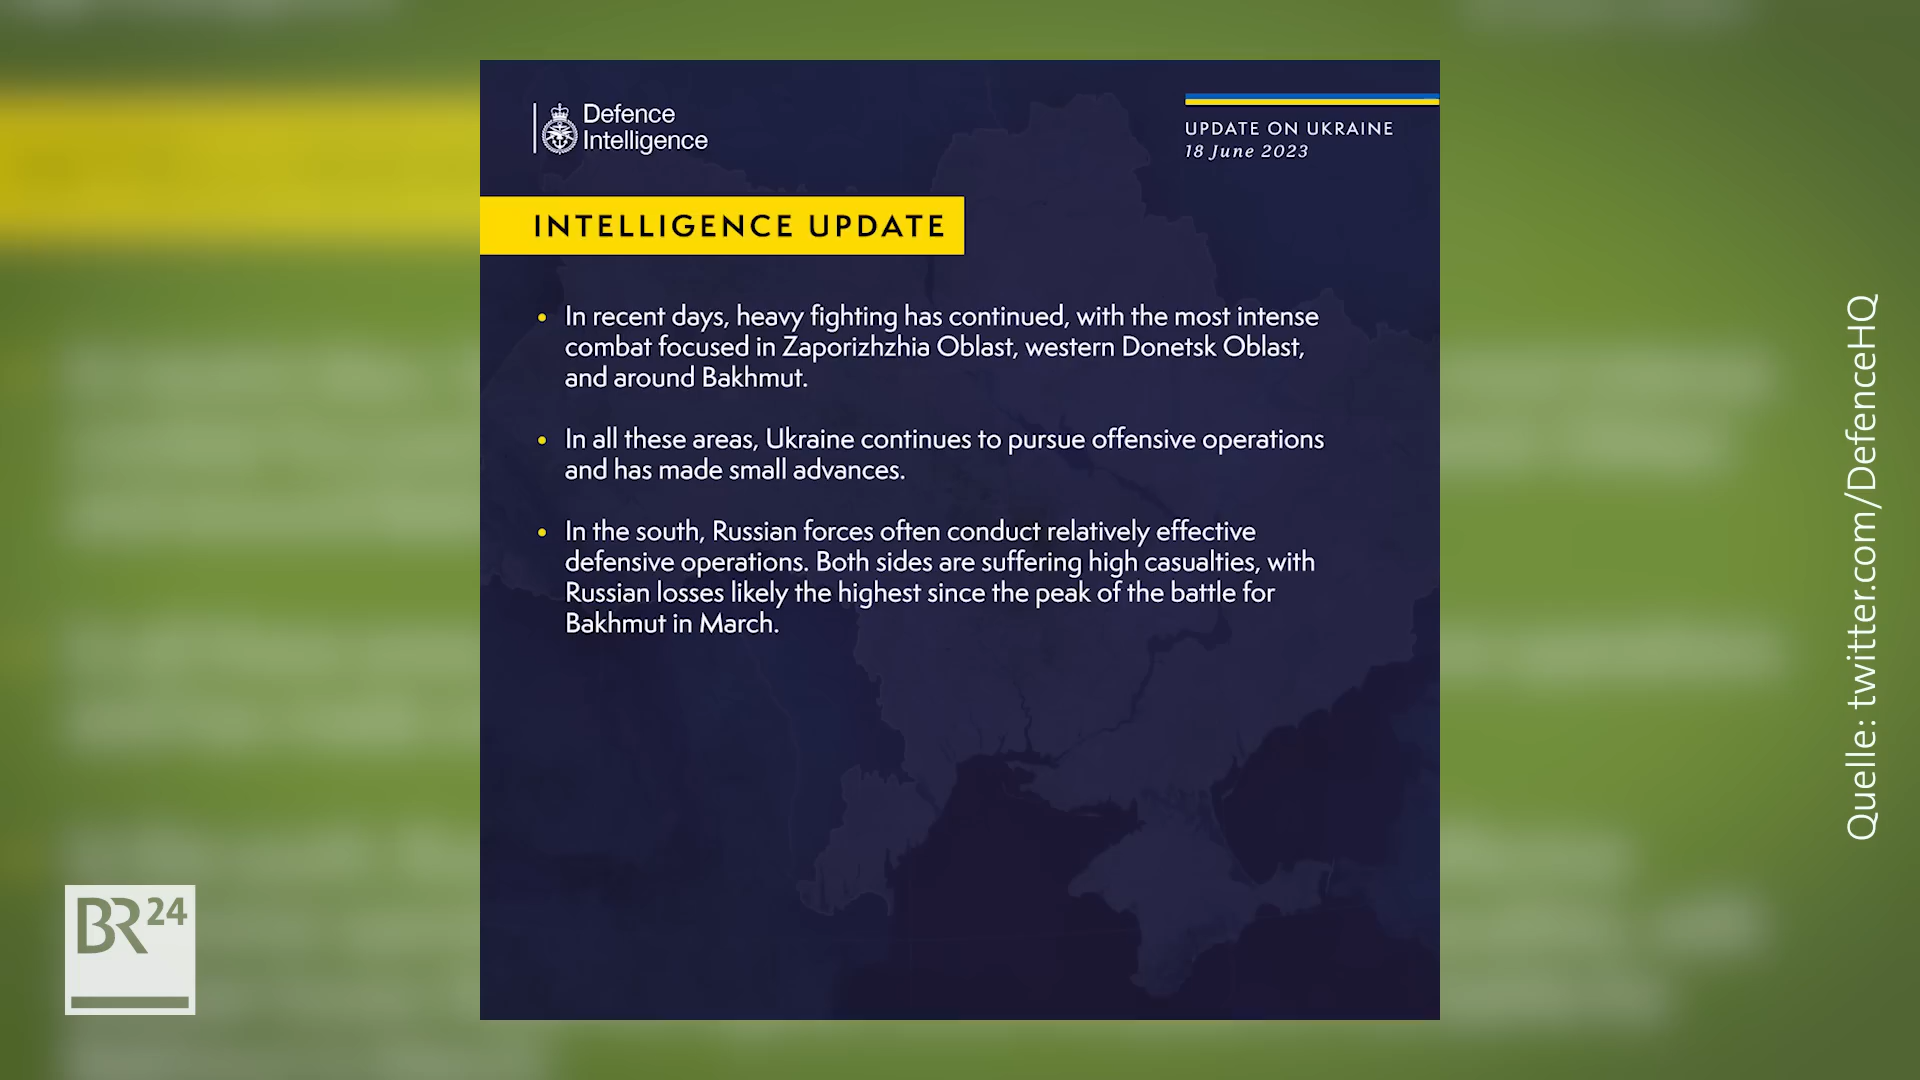 Defence
Intelligence
UPDATE ON UKRAINE
18 June 2023
INTELLIGENCE UPDATE
• In recent days, heavy fighting has continued, with the most intense
combat focused in Zaporizhzhia Oblast, western Donetsk Oblast,
and around Bakhmut.
• In all these areas, Ukraine continues to pursue offensive operations
and has made small advances.
• In the south, Russian forces often conduct relatively effective
defensive operations. Both sides are suffering high casualties, with
Russian losses likely the highest since the peak of the battle for
Bakhmut in March.
Quelle: twitter.com/DefenceHQ
BR24